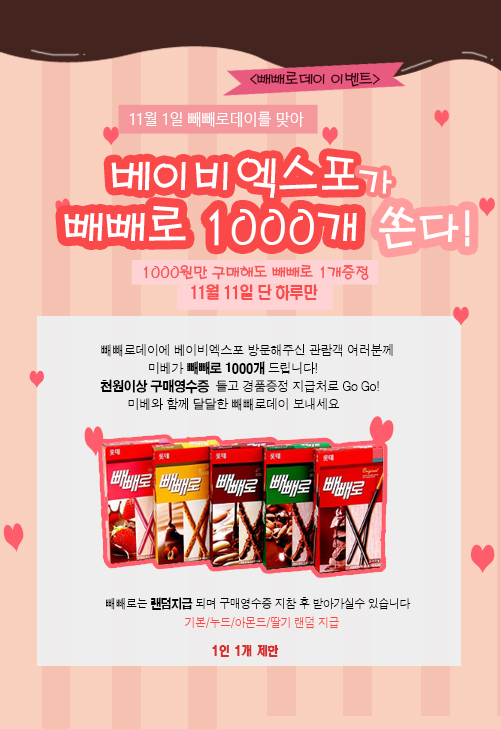 <빼빼로데이 이벤트>
11월 1일 빼빼로데이를 맞아
베이비엑스포가
빼빼로 1000개 쏜다!
1000원만 구매해도 빼빼로 1개증정
11월 11일 단 하루만
빼빼로데이에 베이비엑스포 방문해주신 관람객 여러분께
미베가 빼빼로 1000개 드립니다!
천원이상 구매영수증 들고 경품증정 지급처로 Go Go!
미베와 함께 달달한 빼빼로데이 보내세요
롯데 롯데 롯데 롯데
Original
빼빼로 빼빼로 빼빼로 빼빼로 빼빼로
빼빼로는 랜덤지급 되며 구매영수증 지참 후 받아가실수 있습니다
기본/누드/아몬드/딸기 랜덤 지급
1인 1개 제한